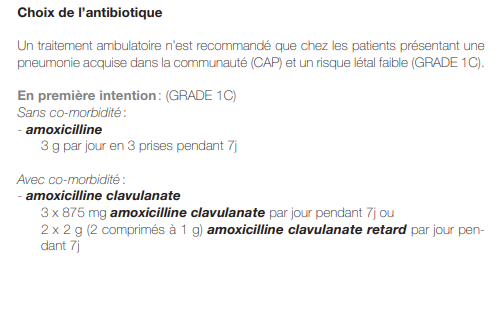 Choix de l'antibiotique
Un traitement ambulatoire n'est recommandé que chez les patients présentant une
pneumonie acquise dans la communauté (CAP) et un risque létal faible (GRADE 1C).
En première intention : (GRADE 1C)
Sans co-morbidité :
- amoxicilline
3 g par jour en 3 prises pendant 7j
Avec co-morbidité :
- amoxicilline clavulanate
3 x 875 mg amoxicilline clavulanate par jour pendant 7j ou
2 x 2 g (2 comprimés à 1 g) amoxicilline clavulanate retard par jour pen-
dant 7j